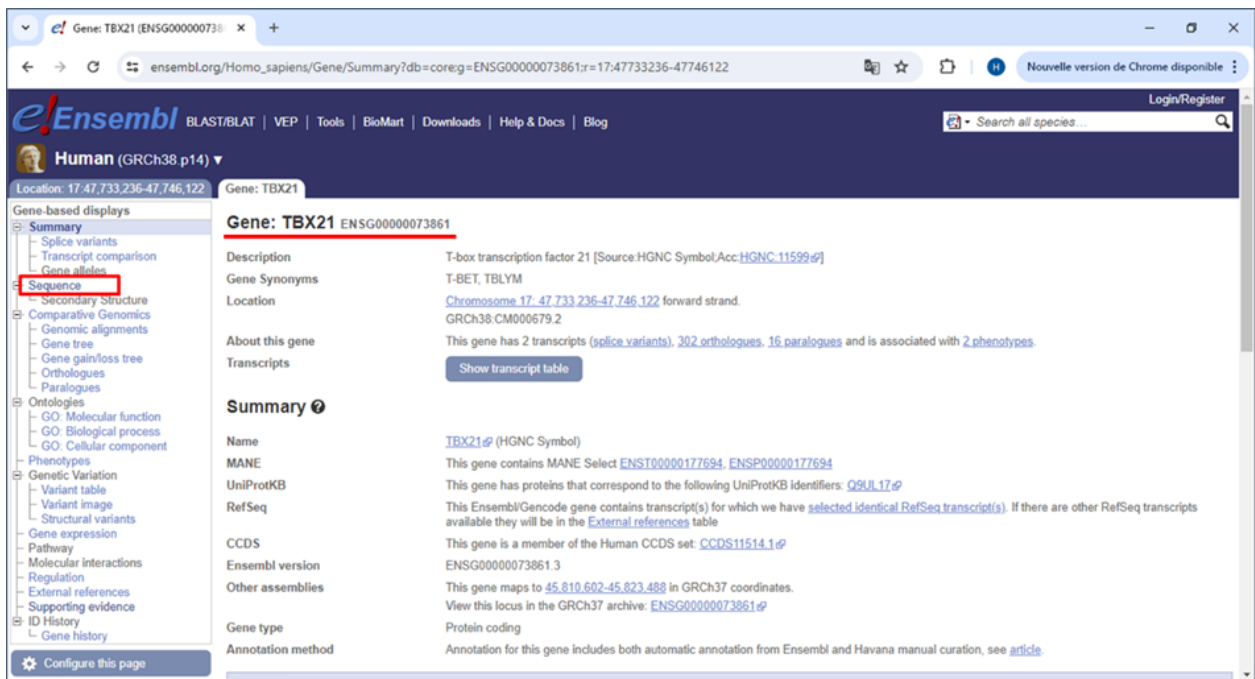 Gene: TBX21 (ENSG0000007386
ensembl.org/Homo_sapiens/Gene/Summary?db=core;g=ENSG00000073861;r=17:47733236-47746122
H
Nouvelle version de Chrome disponible
Login/Register
e!Ensembl BLAST/BLAT | VEP | Tools | BioMart | Downloads | Help & Docs | Blog
Search all species...
Human (GRCh38.p14) ▼
Location: 17:47,733,236-47,746,122
Gene: TBX21
Gene-based displays
Summary
Splice variants
Transcript comparison
Gene alleles
Sequence
Secondary Structure
Comparative Genomics
Genomic alignments
Gene tree
Gene gain/loss tree
Orthologues
Paralogues
Ontologies
GO: Molecular function
GO: Biological process
GO: Cellular component
Phenotypes
Genetic Variation
Variant table
Variant image
Structural variants
Gene expression
Pathway
Molecular interactions
Regulation
External references
Supporting evidence
ID History
Gene history
Configure this page
Gene: TBX21 ENSG00000073861
Description T-box transcription factor 21 [Source:HGNC Symbol;Acc:HGNC:11599]
Gene Synonyms T-BET, TBLYM
Location Chromosome 17: 47,733,236-47,746,122 forward strand.
GRCh38:CM000679.2
About this gene This gene has 2 transcripts (splice variants), 302 orthologues, 16 paralogues and is associated with 2 phenotypes.
Transcripts Show transcript table
Summary
Name TBX21 (HGNC Symbol)
MANE This gene contains MANE Select ENST00000177694, ENSP00000177694
UniProtKB This gene has proteins that correspond to the following UniProtKB identifiers: Q9UL17
RefSeq This Ensembl/Gencode gene contains transcript(s) for which we have selected identical RefSeq transcript(s). If there are other RefSeq transcripts
available they will be in the External references table
CCDS This gene is a member of the Human CCDS set: CCDS11514.1
Ensembl version ENSG00000073861.3
Other assemblies This gene maps to 45,810,602-45,823,488 in GRCh37 coordinates.
View this locus in the GRCh37 archive: ENSG00000073861
Gene type Protein coding
Annotation method Annotation for this gene includes both automatic annotation from Ensembl and Havana manual curation, see article.